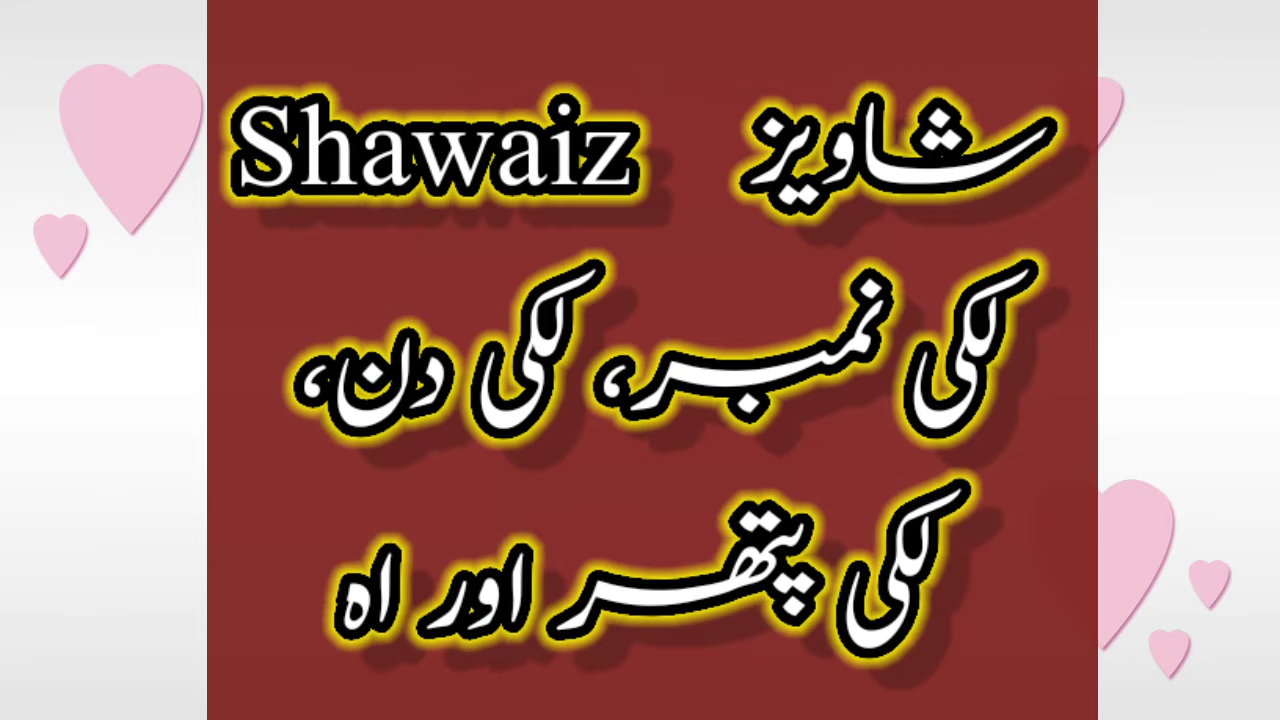 شاویز Shawaiz
لکی نمبر، لکی دن،
لکی پتھر اور اہ